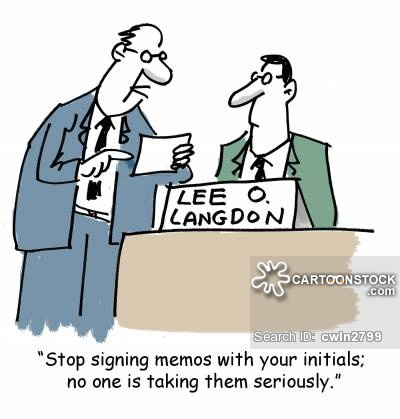 LEE O.
LANGDON
CARTOONSTOCK
.com
Search ID: cwln2799
“Stop signing memos with your initials;
no one is taking them seriously.”